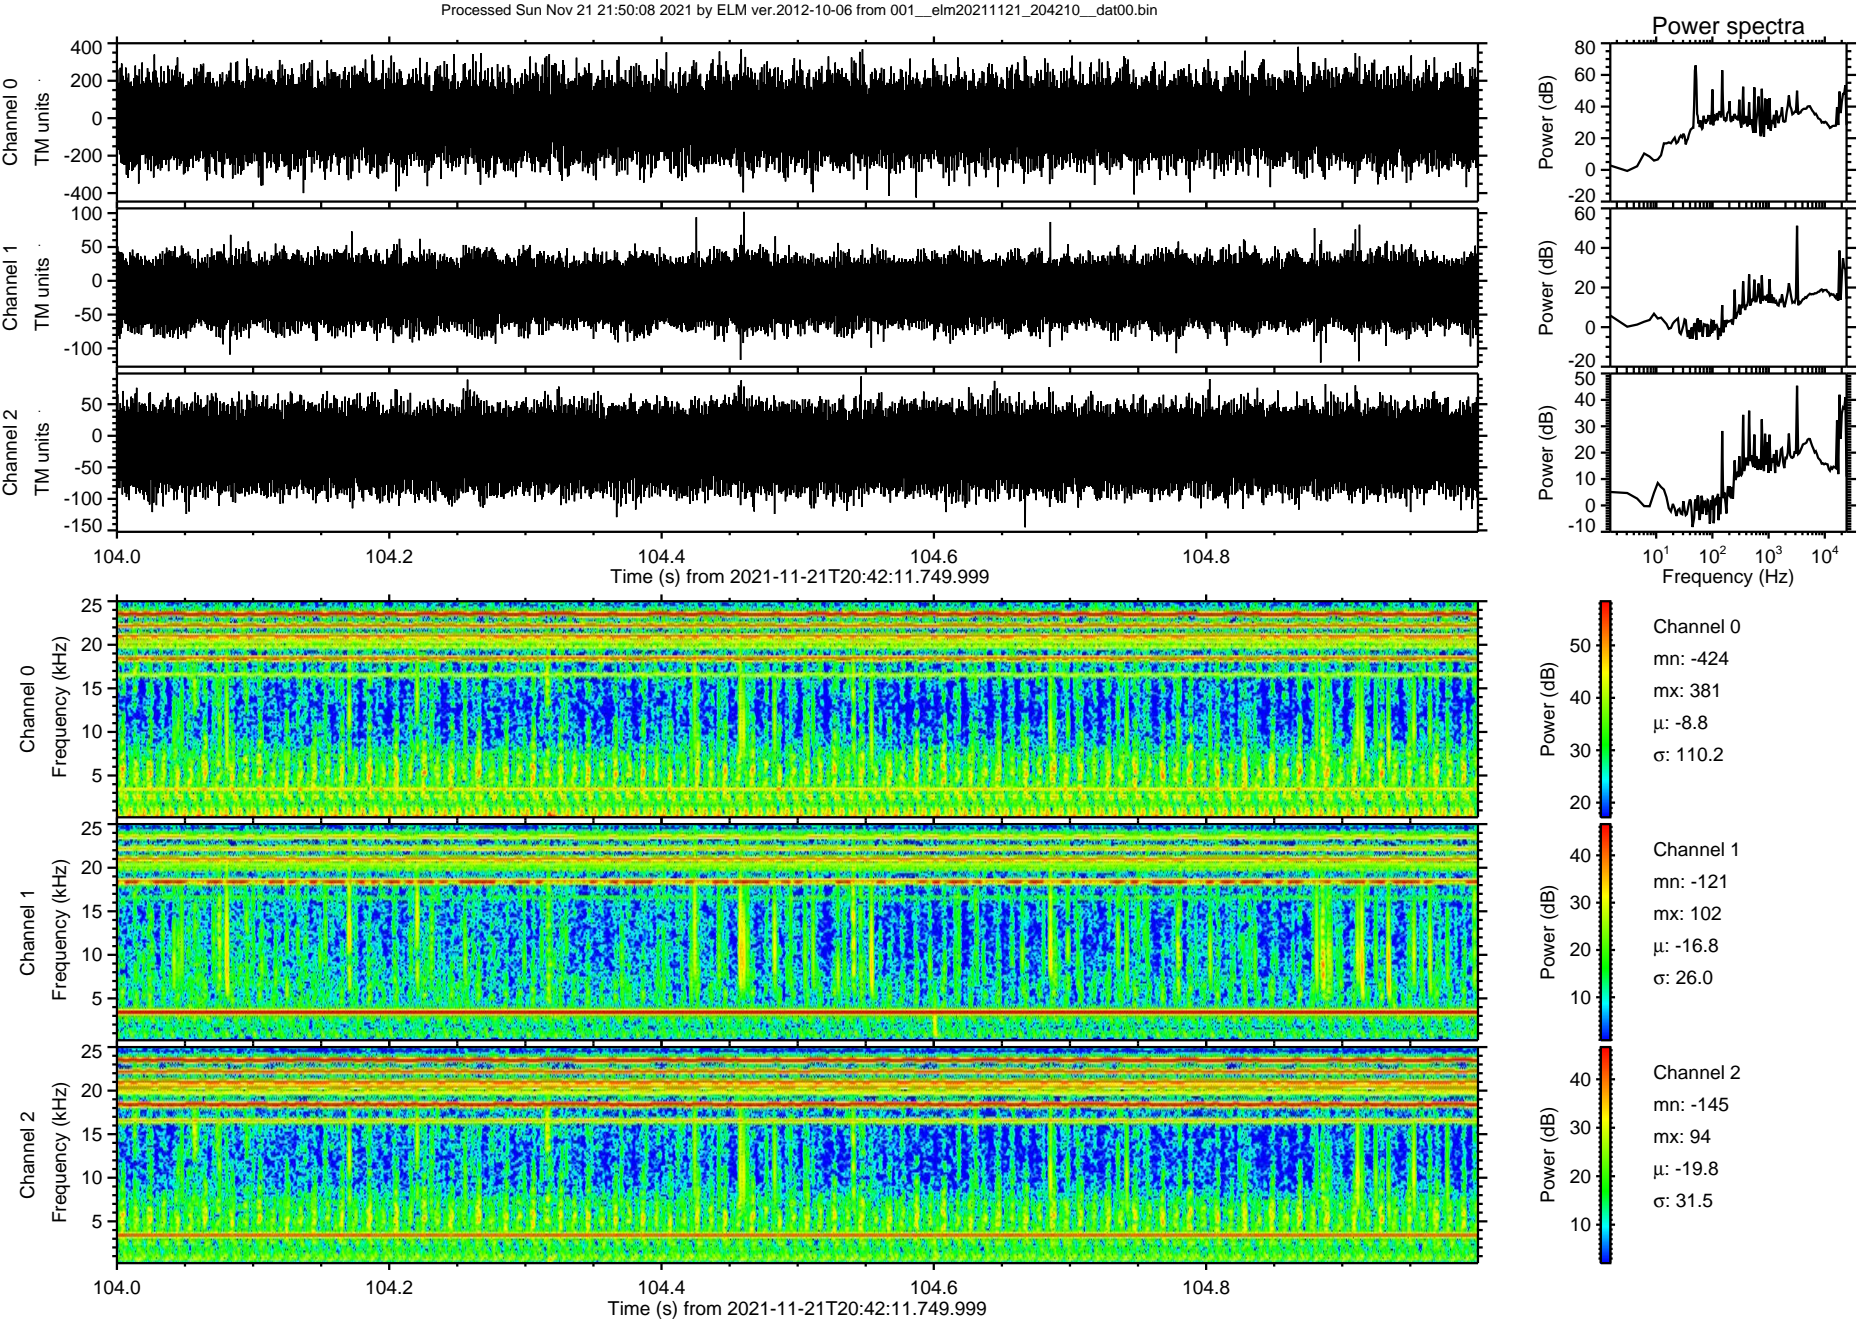 Processed Sun Nov 21 21:50:08 2021 by ELM ver.2012-10-06 from 001__elm20211121_204210__dat00.bin
Power spectra
Channel 0
TM units
400
200
0
-200
-400
Power (dB)
80
60
40
20
0
-20
Channel 1
TM units
100
50
0
-50
-100
Power (dB)
60
40
20
0
-20
Channel 2
TM units
50
0
-50
-100
-150
Power (dB)
50
40
30
20
10
0
-10
104.0 104.2 104.4 104.6 104.8
Time (s) from 2021-11-21T20:42:11.749.999
10¹ 10² 10³ 10⁴
Frequency (Hz)
Channel 0
Frequency (kHz)
25
20
15
10
5
Power (dB)
50
40
30
20
Channel 0
mn: -424
mx: 381
μ: -8.8
σ: 110.2
Channel 1
Frequency (kHz)
25
20
15
10
5
Power (dB)
40
30
20
10
Channel 1
mn: -121
mx: 102
μ: -16.8
σ: 26.0
Channel 2
Frequency (kHz)
25
20
15
10
5
Power (dB)
40
30
20
10
Channel 2
mn: -145
mx: 94
μ: -19.8
σ: 31.5
104.0 104.2 104.4 104.6 104.8
Time (s) from 2021-11-21T20:42:11.749.999